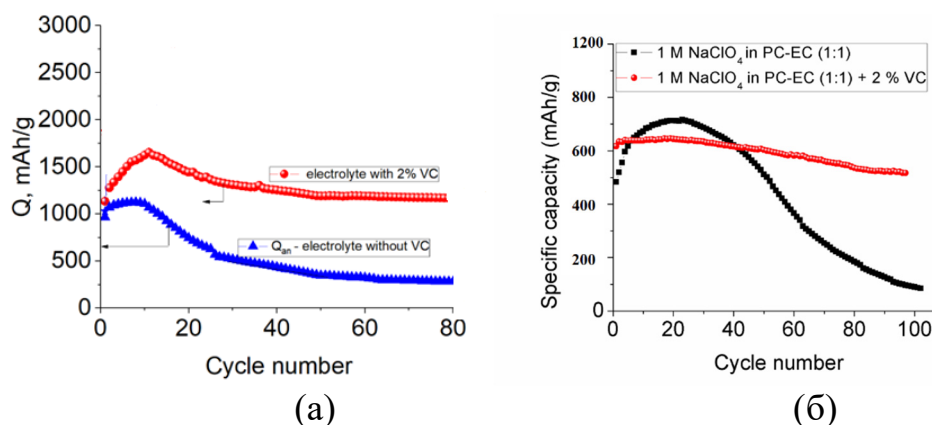 3000
2500
2000
1500
1000
500
0
Q, mAh/g
electrolyte with 2% VC
Qan - electrolyte without VC
0 20 40 60 80
Cycle number
(а)
1200
900
800
600
400
200
0
Specific capacity (mAh/g)
1 M NaClO4 in PC-EC (1:1)
1 M NaClO4 in PC-EC (1:1) + 2 % VC
0 20 40 60 80 100
Cycle number
(б)